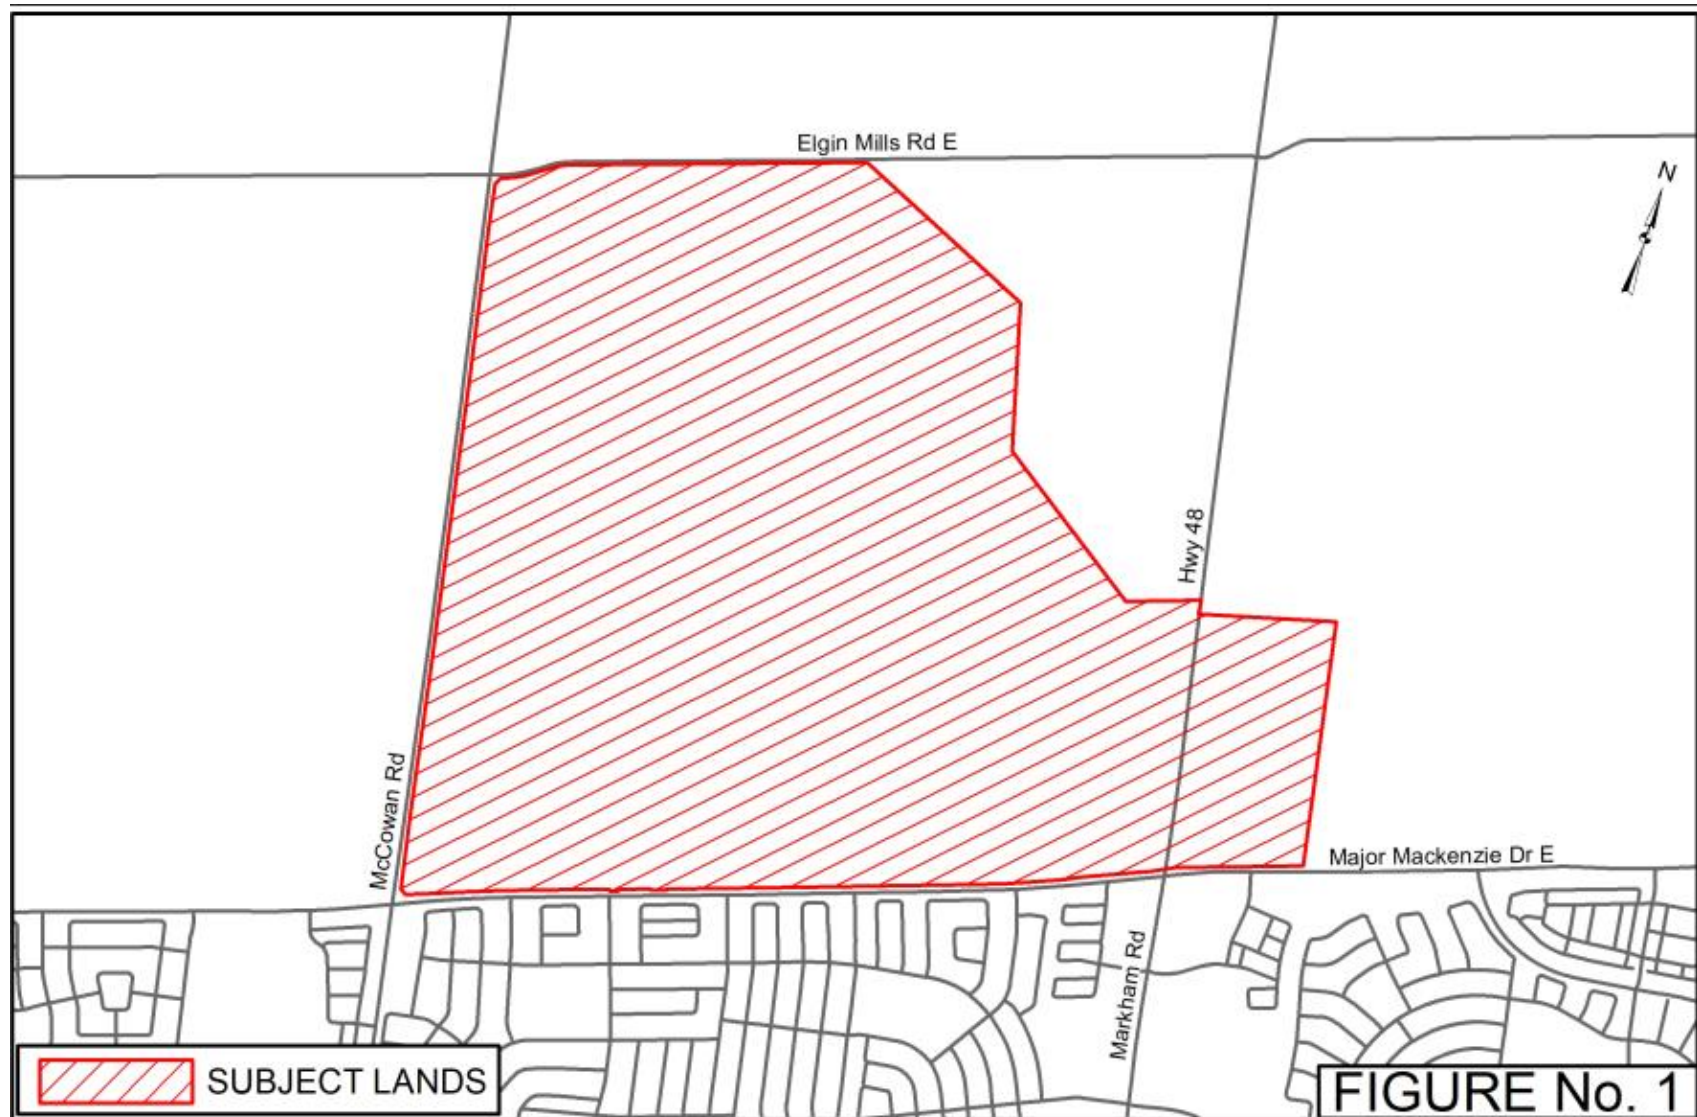 Elgin Mills Rd E
N
Hwy 48
McCowan Rd
Major Mackenzie Dr E
Markham Rd
SUBJECT LANDS
FIGURE No. 1